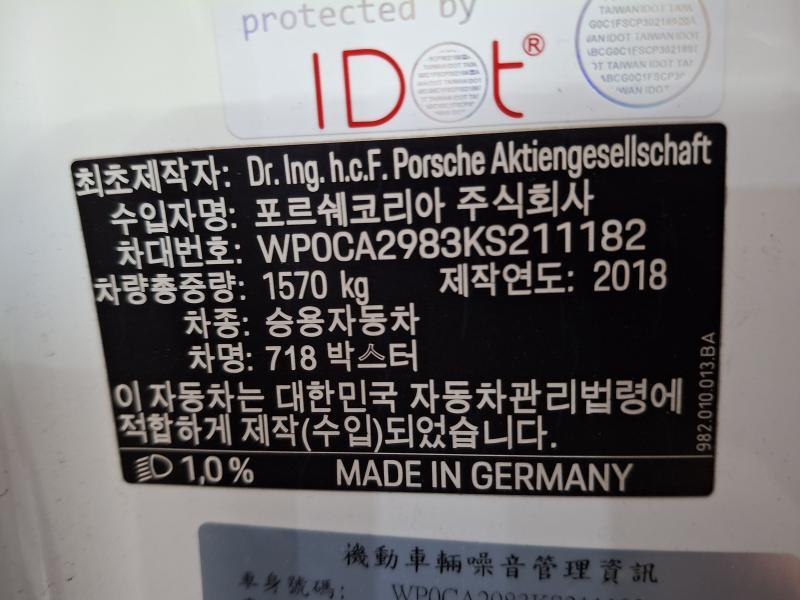 protected by
IDOt®
최초제작자: Dr. Ing. h.c.F. Porsche Aktiengesellschaft
수입자명: 포르쉐코리아 주식회사
차대번호: WP0CA2983KS211182
차량총중량: 1570 kg 제작연도: 2018
차종: 승용자동차
차명: 718 박스터
이 자동차는 대한민국 자동차관리법령에
적합하게 제작(수입)되었습니다.
1,0 % MADE IN GERMANY
982.010.013.BA
機動車輛噪音管理資訊
車身號碼: